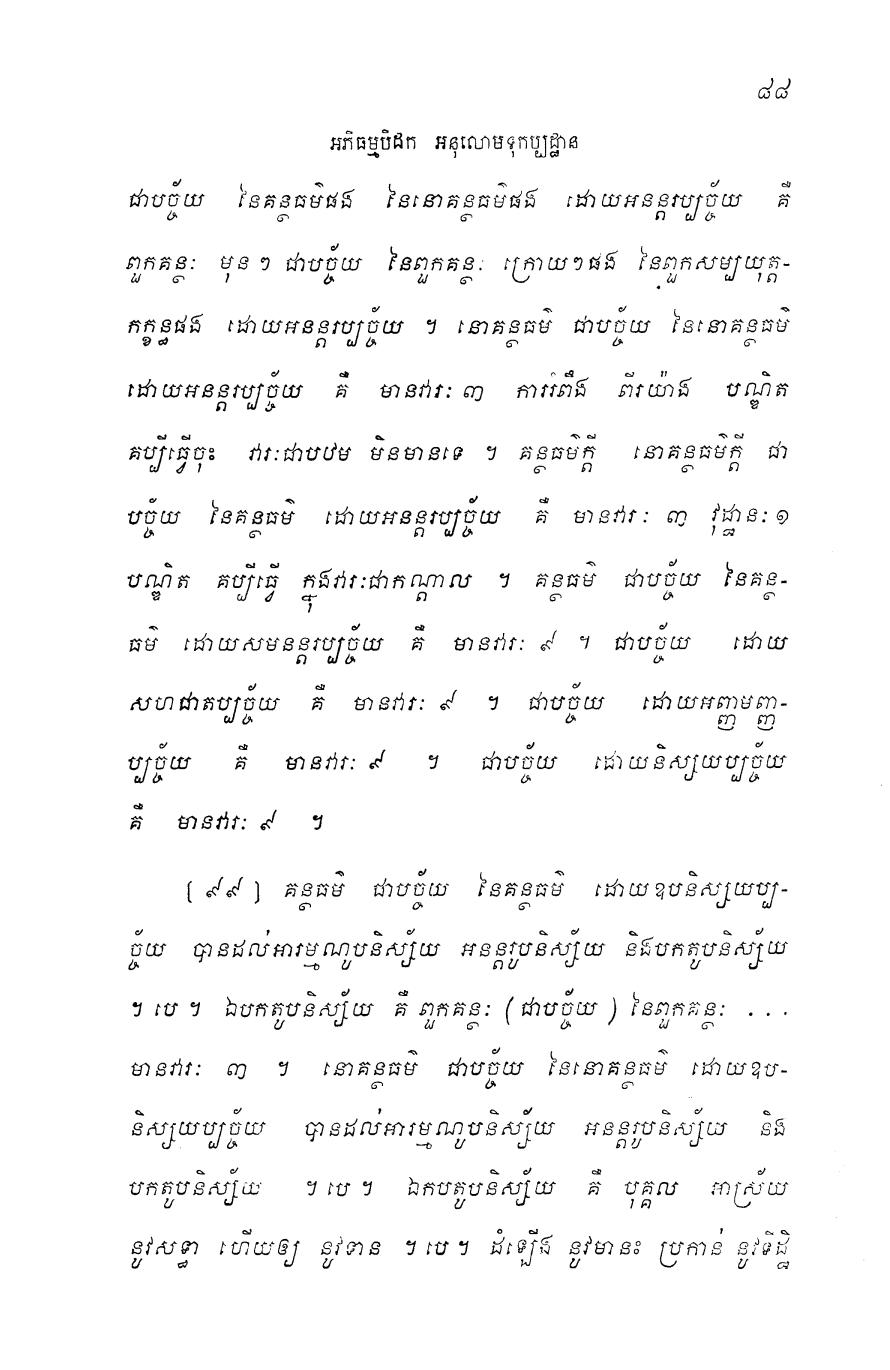 ៨៨
អភិធម្មបិដក អនុលោមទុកប្បដ្ឋាន
ជាបច្ច័យ នៃគន្ថធម៌ផង នៃនោគន្ថធម៌ផង ដោយអនន្តរប្បច្ច័យ គឺ
ពួកគន្ថៈ មុន ៗ ជាបច្ច័យ នៃពួកគន្ថៈ ក្រោយៗផង នៃពួកសម្បយុត្ត-
កក្ខន្ធផង ដោយអនន្តរប្បច្ច័យ ។ នោគន្ថធម៌ ជាបច្ច័យ នៃនោគន្ថធម៌
ដោយអនន្តរប្បច្ច័យ គឺ មានវារៈ ៣ ការរំពឹង ពីរយ៉ាង បណ្ឌិត
គប្បីធ្វើចុះ វារៈជាបឋម មិនមានទេ ។ គន្ថធម៌ក្តី នោគន្ថធម៌ក្តី ជា
បច្ច័យ នៃគន្ថធម៌ ដោយអនន្តរប្បច្ច័យ គឺ មានវារៈ ៣ វុដ្ឋានៈ ១
បណ្ឌិត គប្បីធ្វើ ក្នុងវារៈជាកណ្តាល ។ គន្ថធម៌ ជាបច្ច័យ នៃគន្ថ-
ធម៌ ដោយសមនន្តរប្បច្ច័យ គឺ មានវារៈ ៩ ។ ជាបច្ច័យ ដោយ
សហជាតប្បច្ច័យ គឺ មានវារៈ ៩ ។ ជាបច្ច័យ ដោយអញ្ញមញ្ញ-
ប្បច្ច័យ គឺ មានវារៈ ៩ ។ ជាបច្ច័យ ដោយនិស្សយប្បច្ច័យ
គឺ មានវារៈ ៩ ។
[ ៩៩ ] គន្ថធម៌ ជាបច្ច័យ នៃគន្ថធម៌ ដោយឧបនិស្សយប្ប-
ច្ច័យ បានដល់អារម្មណូបនិស្ស័យ អនន្តរូបនិស្ស័យ និងបកតូបនិស្ស័យ
។ បេ ។ ឯបកតូបនិស្ស័យ គឺ ពួកគន្ថៈ ( ជាបច្ច័យ ) នៃពួកគន្ថៈ . . .
មានវារៈ ៣ ។ នោគន្ថធម៌ ជាបច្ច័យ នៃនោគន្ថធម៌ ដោយឧប-
និស្សយប្បច្ច័យ បានដល់អារម្មណូបនិស្ស័យ អនន្តរូបនិស្ស័យ និង
បកតូបនិស្ស័យ ។ បេ ។ ឯកបតូបនិស្ស័យ គឺ បុគ្គល អាស្រ័យ
នូវសទ្ធា ហើយឲ្យ នូវទាន ។ បេ ។ ដំឡើង នូវមានះ ប្រកាន់ នូវទិដ្ឋិ